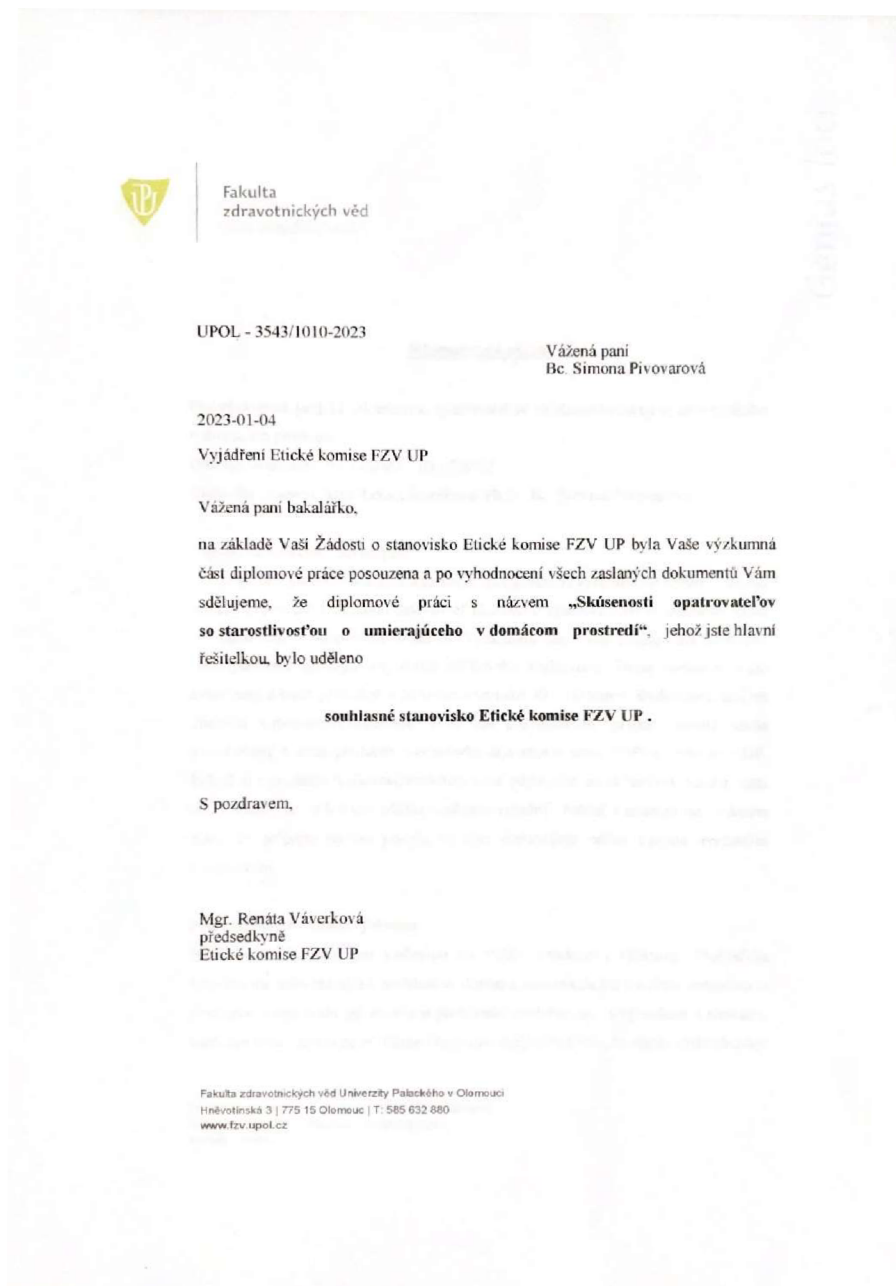 Fakulta
zdravotnických věd
UPOL - 3543/1010-2023
Vážená paní
Bc. Simona Pivovarová
2023-01-04
Vyjádření Etické komise FZV UP
Vážená paní bakalářko,
na základě Vaší Žádosti o stanovisko Etické komise FZV UP byla Vaše výzkumná
část diplomové práce posouzena a po vyhodnocení všech zaslaných dokumentů Vám
sdělujeme, že diplomové práci s názvem „Skúsenosti opatrovateľov
so starostlivosťou o umierajúceho v domácom prostredí“, jehož jste hlavní
řešitelkou, bylo uděleno
souhlasné stanovisko Etické komise FZV UP .
S pozdravem,
Mgr. Renáta Váverková
předsedkyně
Etické komise FZV UP
Fakulta zdravotnických věd Univerzity Palackého v Olomouci
Hněvotínská 3 | 775 15 Olomouc | T: 585 632 880
www.fzv.upol.cz